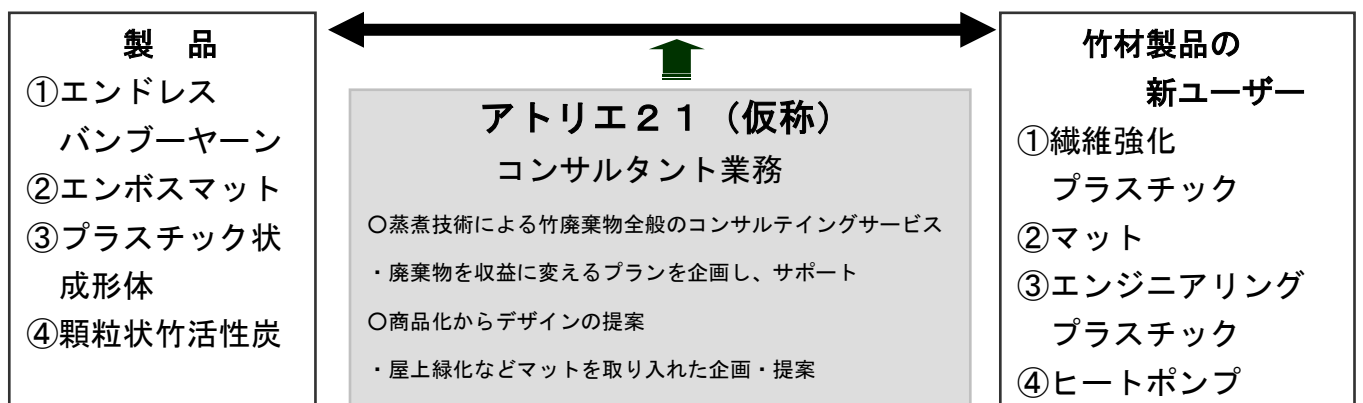 製　品
①エンドレス
バンブーヤーン
②エンボスマット
③プラスチック状
成形体
④顆粒状竹活性炭
アトリエ２１（仮称）
コンサルタント業務
○蒸煮技術による竹廃棄物全般のコンサルテイングサービス
・廃棄物を収益に変えるプランを企画し、サポート
○商品化からデザインの提案
・屋上緑化などマットを取り入れた企画・提案
竹材製品の
新ユーザー
①繊維強化
プラスチック
②マット
③エンジニアリング
プラスチック
④ヒートポンプ